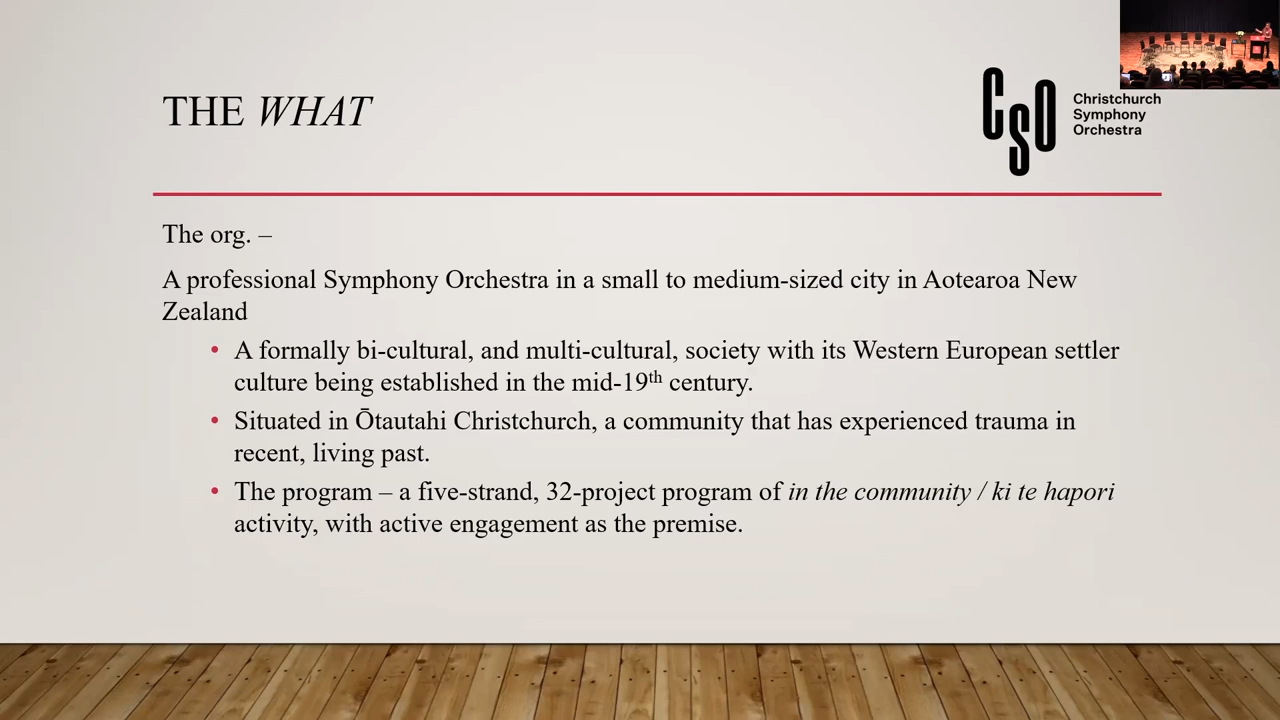 THE WHAT
CSO
Christchurch
Symphony
Orchestra
The org. –
A professional Symphony Orchestra in a small to medium-sized city in Aotearoa New
Zealand
• A formally bi-cultural, and multi-cultural, society with its Western European settler
culture being established in the mid-19th century.
• Situated in Ōtautahi Christchurch, a community that has experienced trauma in
recent, living past.
• The program – a five-strand, 32-project program of in the community / ki te hapori
activity, with active engagement as the premise.